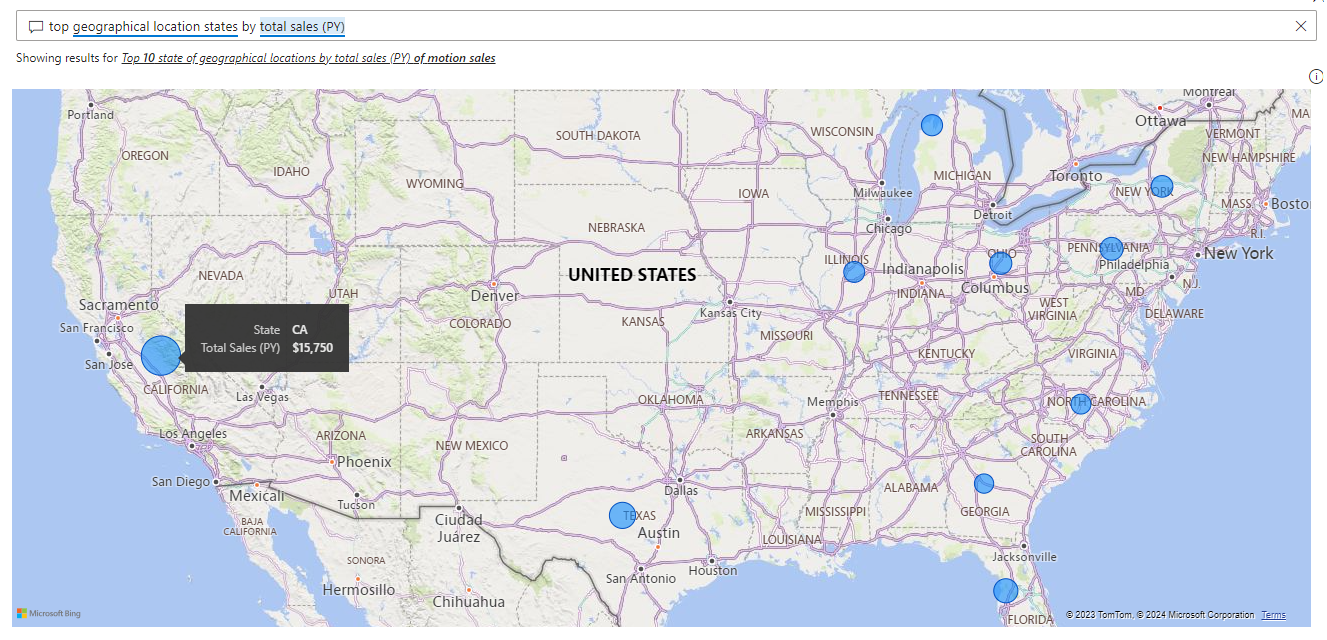 top geographical location states by total sales (PY)
Showing results for Top 10 state of geographical locations by total sales (PY) of motion sales
Montreal
Portland
Ottawa
MA
SOUTH DAKOTA
WISCONSIN
VERMONT
OREGON
NEW HAMPSHIRE
IDAHO
WYOMING
MICHIGAN
Toronto
IOWA
Milwaukee
NEW YORK
MASS.
Bosto
Detroit
NEBRASKA
Chicago
R.I.
PENNSYLVANIA
New York
OHIO
ILLINOIS
Indianapolis
Philadelphia
NEVADA
UNITED STATES
UTAH
Denver
INDIANA
Columbus
MD
N.J.
Sacramento
Kansas City
WEST
VIRGINIA
DELAWARE
San Francisco
State CA
COLORADO
KANSAS
MISSOURI
Total Sales (PY) $15,750
KENTUCKY
VIRGINIA
San Jose
CALIFORNIA
Las Vegas
OKLAHOMA
Memphis
TENNESSEE
NORTH CAROLINA
Los Angeles
ARIZONA
NEW MEXICO
ARKANSAS
SOUTH
CAROLINA
Phoenix
San Diego
Mexicali
Tucson
Dallas
ALABAMA
BAJA
CALIFORNIA
Ciudad
Juárez
TEXAS
MISSISSIPPI
GEORGIA
Austin
LOUISIANA
Jacksonville
SONORA
San Antonio
Houston
Hermosillo
Chihuahua
Microsoft Bing
© 2023 TomTom, © 2024 Microsoft Corporation Terms
FLORIDA